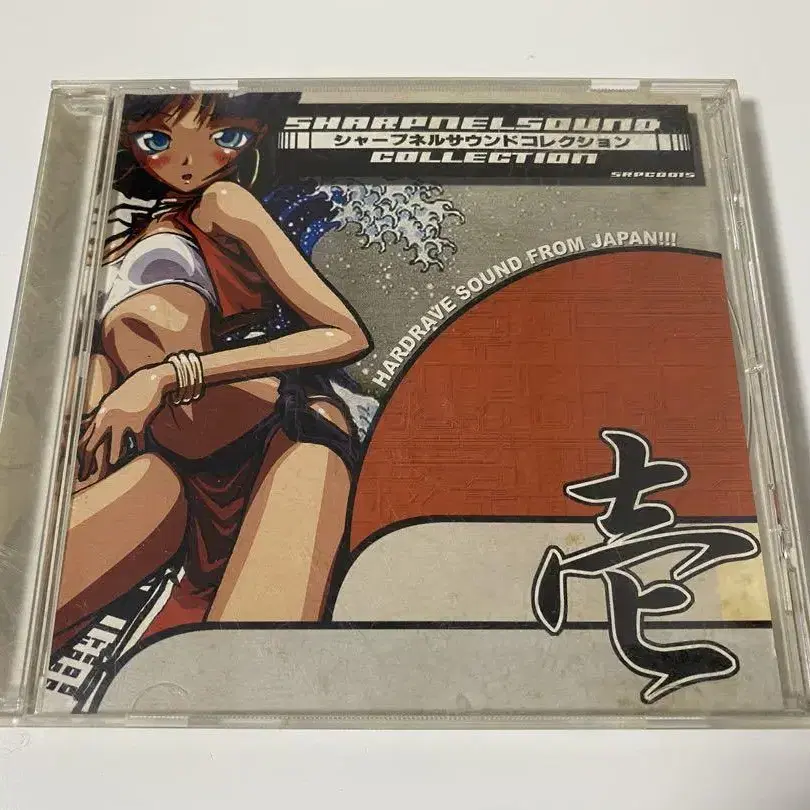 SHARPNELSOUND
シャープネルサウンドコレクション
COLLECTION
SRPC0015
HARDRAVE SOUND FROM JAPAN!!!
壱